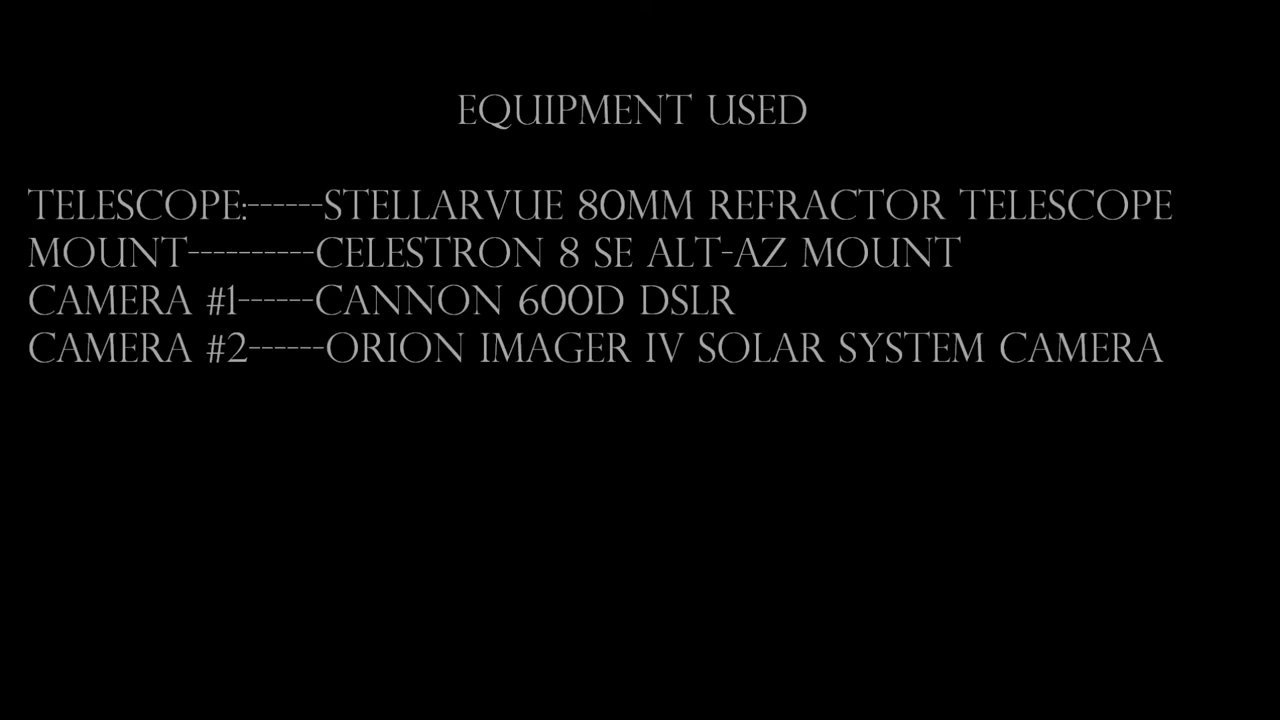 EQUIPMENT USED
TELESCOPE:------STELLARVUE 80MM REFRACTOR TELESCOPE
MOUNT----------CELESTRON 8 SE ALT-AZ MOUNT
CAMERA #1------CANNON 600D DSLR
CAMERA #2------ORION IMAGER IV SOLAR SYSTEM CAMERA